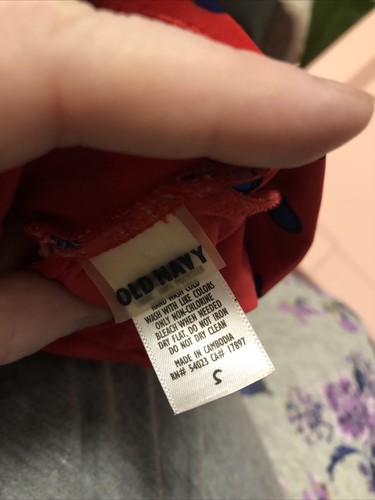 OLD NAVY
HAND WASH COLD
WASH WITH LIKE COLORS
ONLY NON-CHLORINE
BLEACH WHEN NEEDED
DRY FLAT. DO NOT IRON
DO NOT DRY CLEAN
MADE IN CAMBODIA
RN# 54023 CA# 17897
S